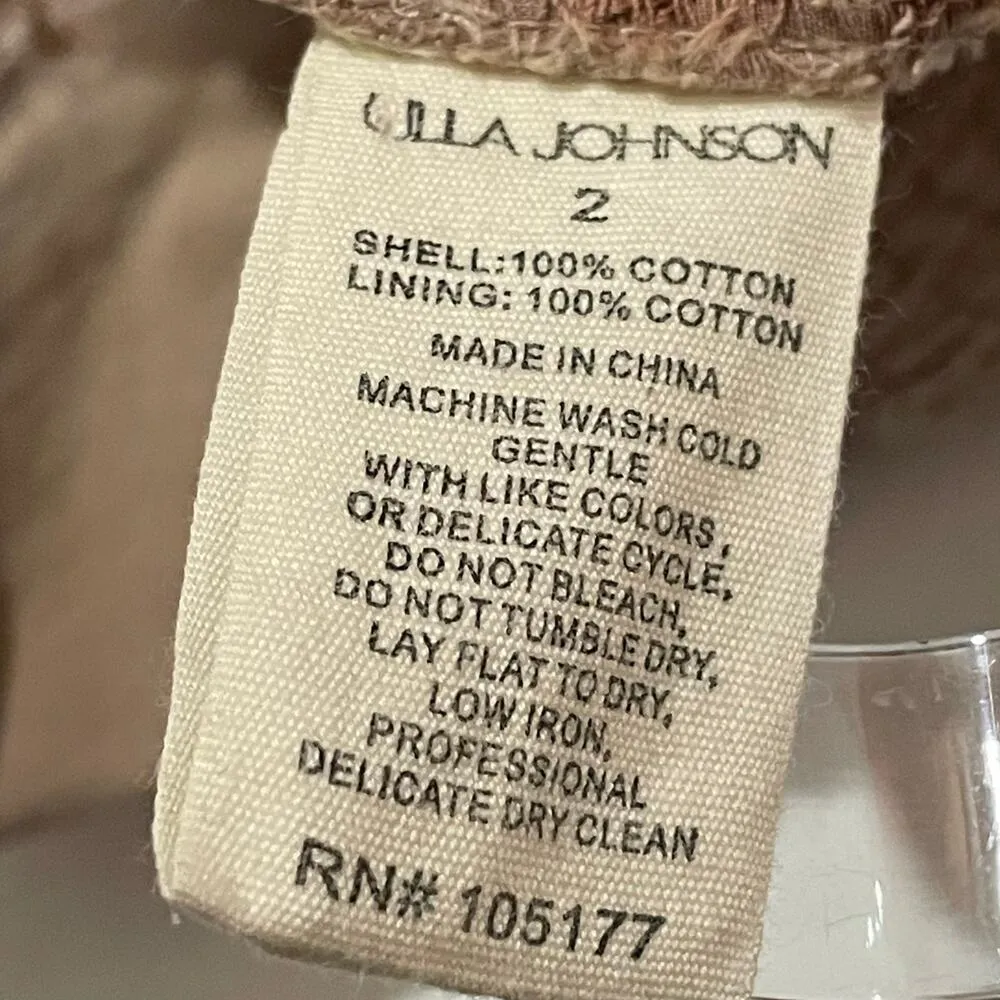 ULLA JOHNSON
2
SHELL:100% COTTON
LINING: 100% COTTON
MADE IN CHINA
MACHINE WASH COLD
GENTLE
WITH LIKE COLORS,
OR DELICATE CYCLE,
DO NOT BLEACH,
DO NOT TUMBLE DRY,
LAY FLAT TO DRY,
LOW IRON,
PROFESSIONAL
DELICATE DRY CLEAN
RN# 105177